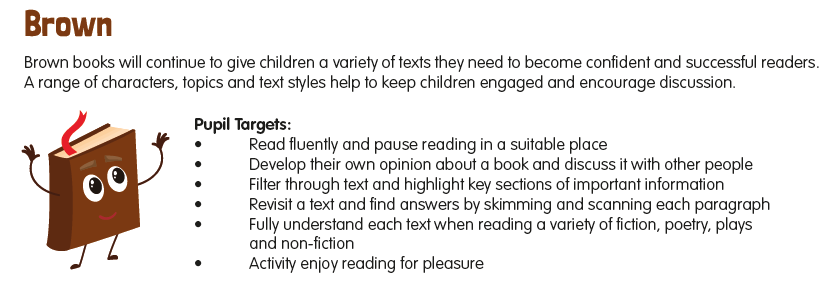 Brown
Brown books will continue to give children a variety of texts they need to become confident and successful readers.
A range of characters, topics and text styles help to keep children engaged and encourage discussion.
Pupil Targets:
• Read fluently and pause reading in a suitable place
• Develop their own opinion about a book and discuss it with other people
• Filter through text and highlight key sections of important information
• Revisit a text and find answers by skimming and scanning each paragraph
• Fully understand each text when reading a variety of fiction, poetry, plays
and non-fiction
• Activity enjoy reading for pleasure